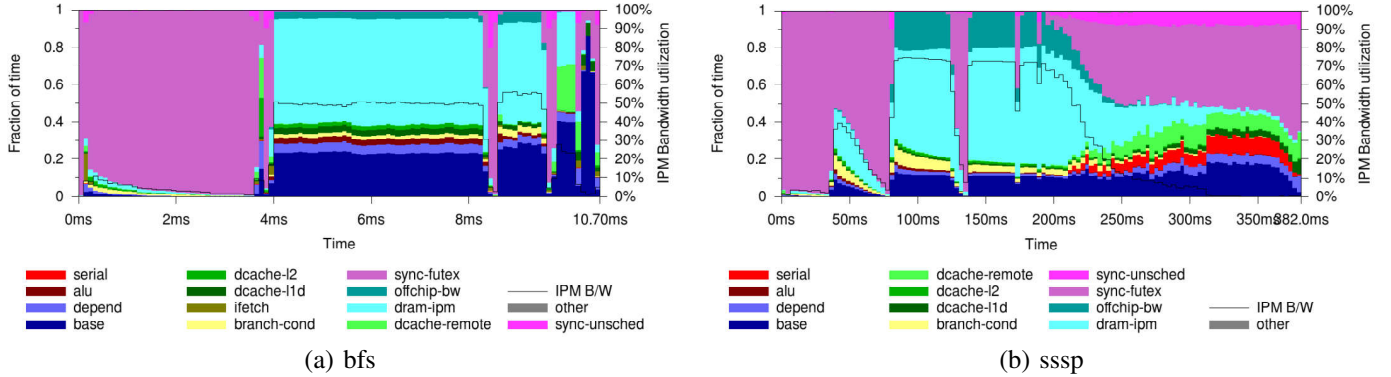 1
0.8
0.6
0.4
0.2
0
Fraction of time
100%
90%
80%
70%
60%
50%
40%
30%
20%
10%
0%
IPM Bandwidth utilization
0ms 2ms 4ms 6ms 8ms 10.70ms
Time
serial dcache-l2 sync-futex
alu dcache-l1d offchip-bw IPM B/W
depend ifetch dram-ipm other
base branch-cond dcache-remote sync-unsched
(a) bfs
1
0.8
0.6
0.4
0.2
0
Fraction of time
100%
90%
80%
70%
60%
50%
40%
30%
20%
10%
0%
IPM Bandwidth utilization
0ms 50ms 100ms 150ms 200ms 250ms 300ms 350ms 382.0ms
Time
serial dcache-remote sync-unsched
alu dcache-l2 sync-futex
depend dcache-l1d offchip-bw IPM B/W
base branch-cond dram-ipm other
(b) sssp